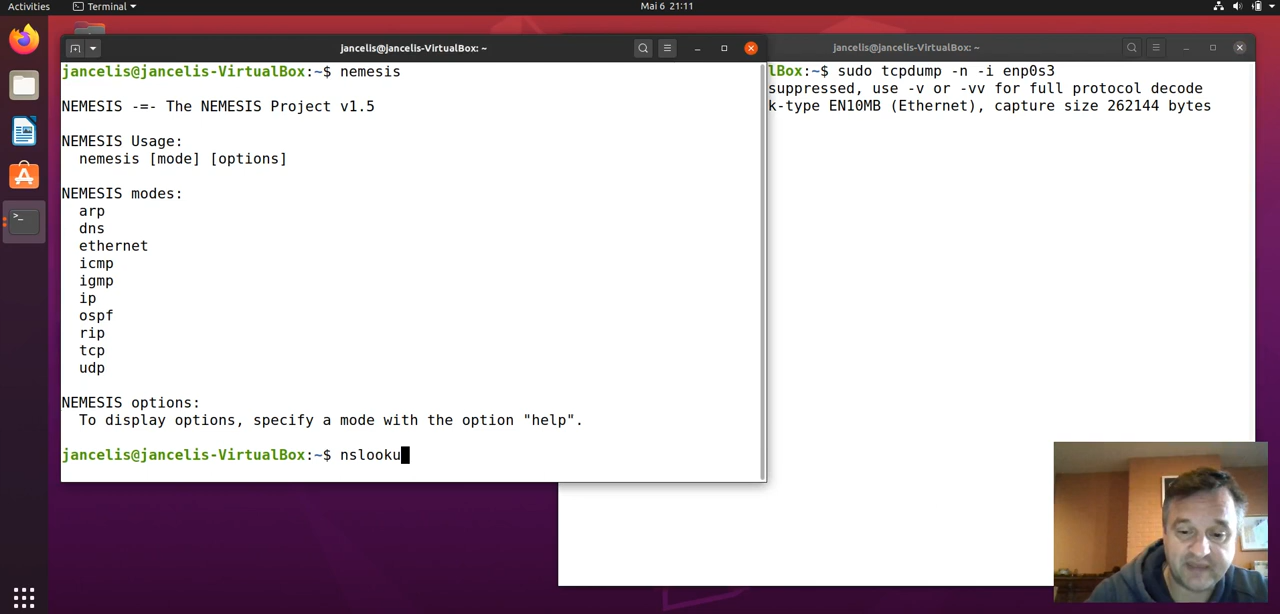 Activities
Terminal
Mai 6 21:11
jancelis@jancelis-VirtualBox: ~
jancelis@jancelis-VirtualBox:~$ nemesis
NEMESIS -=- The NEMESIS Project v1.5
NEMESIS Usage:
nemesis [mode] [options]
NEMESIS modes:
arp
dns
ethernet
icmp
igmp
ip
ospf
rip
tcp
udp
NEMESIS options:
To display options, specify a mode with the option "help".
jancelis@jancelis-VirtualBox:~$ nslooku
jancelis@jancelis-VirtualBox: ~
lBox:~$ sudo tcpdump -n -i enp0s3
suppressed, use -v or -vv for full protocol decode
k-type EN10MB (Ethernet), capture size 262144 bytes